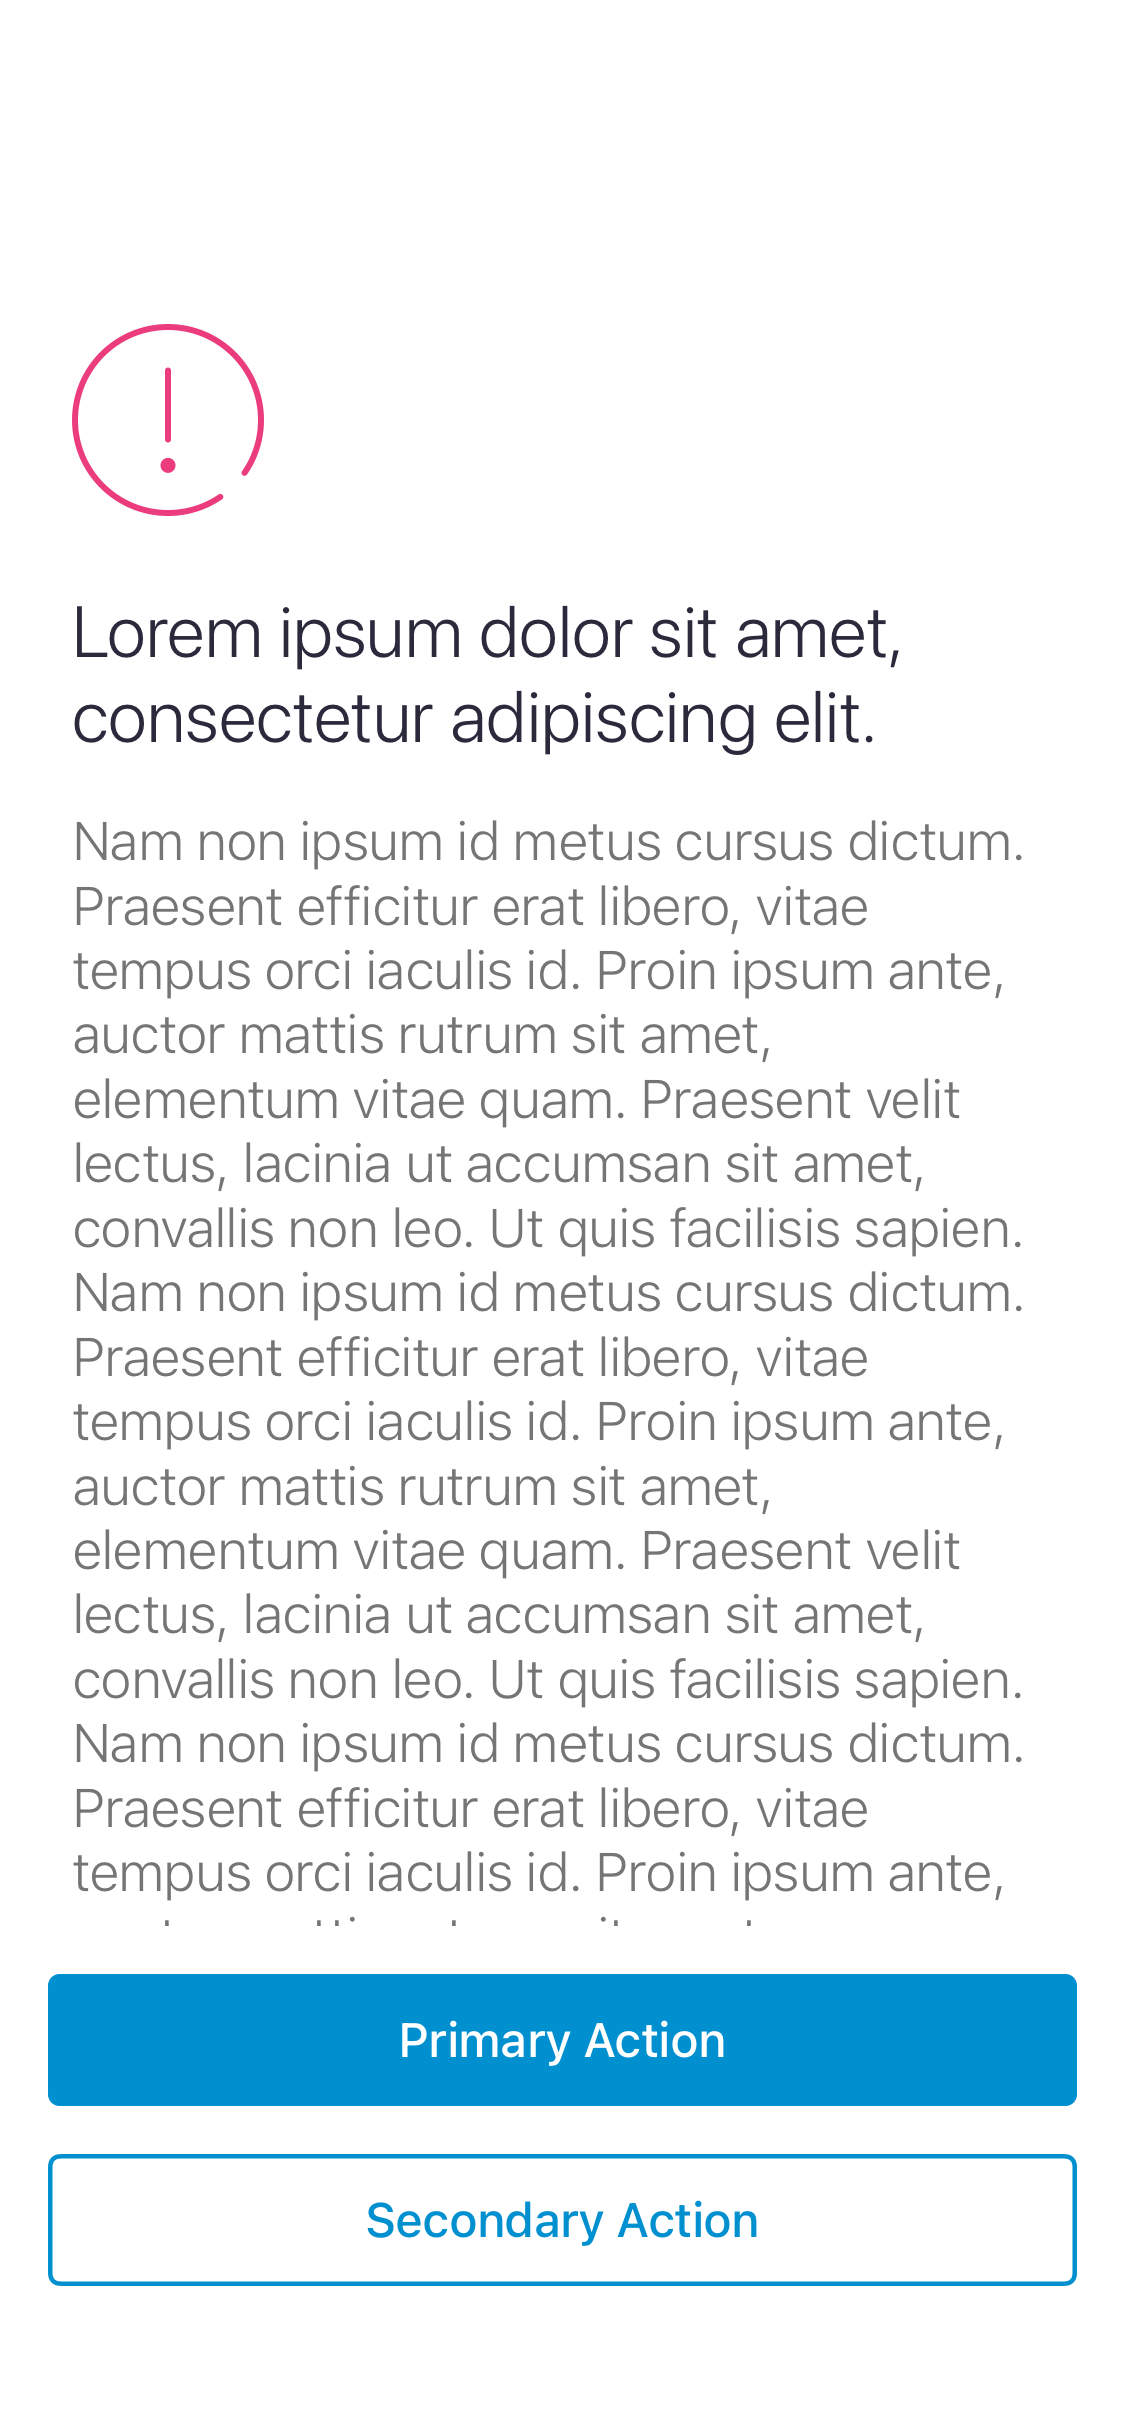 Lorem ipsum dolor sit amet,
consectetur adipiscing elit.
Nam non ipsum id metus cursus dictum.
Praesent efficitur erat libero, vitae
tempus orci iaculis id. Proin ipsum ante,
auctor mattis rutrum sit amet,
elementum vitae quam. Praesent velit
lectus, lacinia ut accumsan sit amet,
convallis non leo. Ut quis facilisis sapien.
Nam non ipsum id metus cursus dictum.
Praesent efficitur erat libero, vitae
tempus orci iaculis id. Proin ipsum ante,
auctor mattis rutrum sit amet,
elementum vitae quam. Praesent velit
lectus, lacinia ut accumsan sit amet,
convallis non leo. Ut quis facilisis sapien.
Nam non ipsum id metus cursus dictum.
Praesent efficitur erat libero, vitae
tempus orci iaculis id. Proin ipsum ante,
Primary Action
Secondary Action